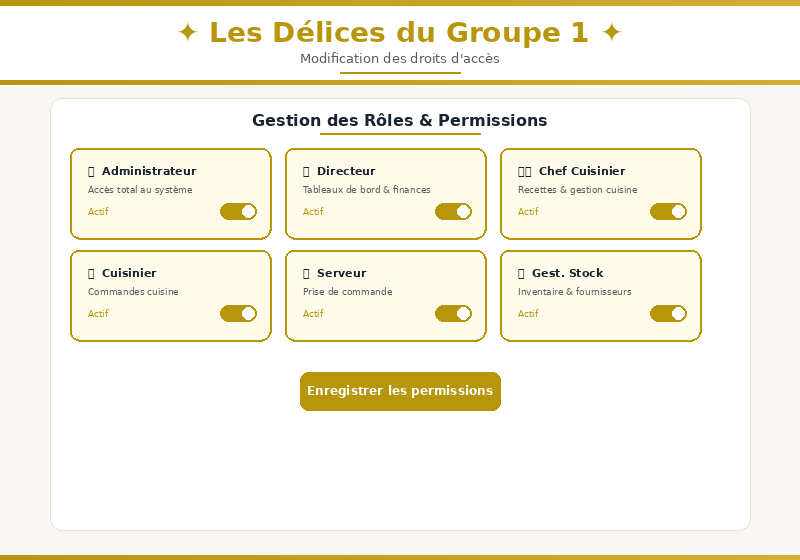 ✦ Les Délices du Groupe 1 ✦
Modification des droits d'accès
Gestion des Rôles & Permissions
Administrateur
Accès total au système
Actif
Directeur
Tableaux de bord & finances
Actif
Chef Cuisinier
Recettes & gestion cuisine
Actif
Cuisinier
Commandes cuisine
Actif
Serveur
Prise de commande
Actif
Gest. Stock
Inventaire & fournisseurs
Actif
Enregistrer les permissions